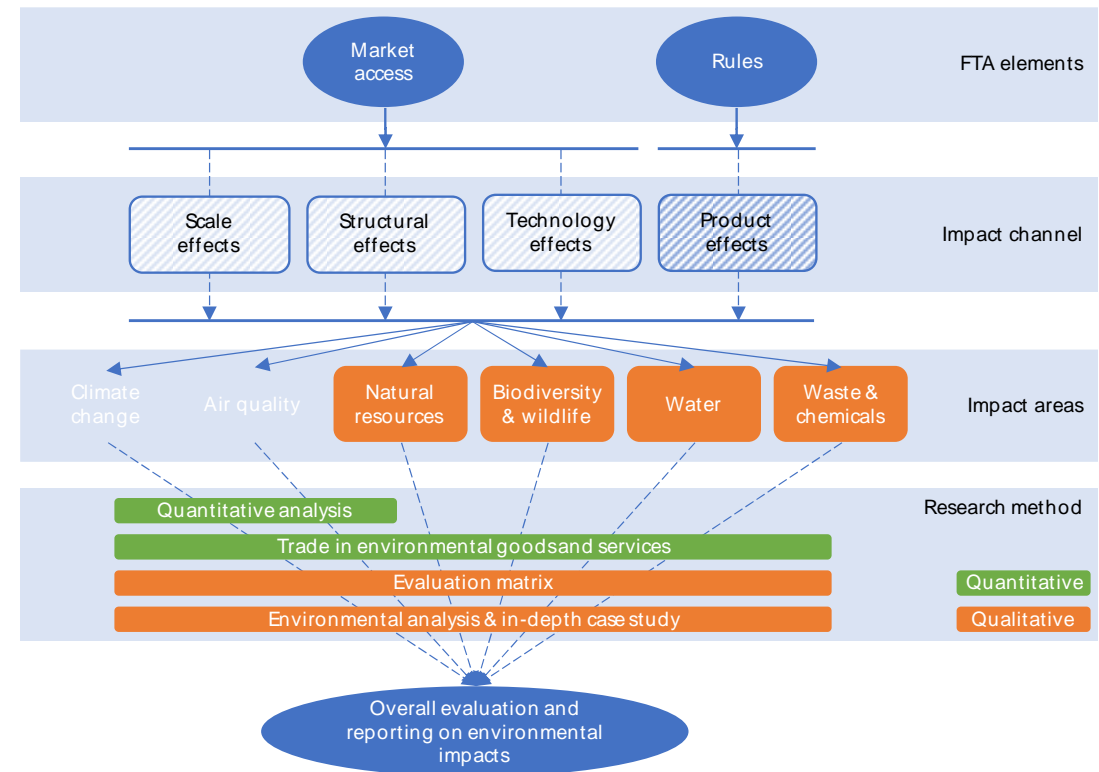 Market
access
Rules
FTA elements
Scale
effects
Structural
effects
Technology
effects
Product
effects
Impact channel
Climate
change
Air quality
Natural
resources
Biodiversity
& wildlife
Water
Waste &
chemicals
Impact areas
Quantitative analysis
Research method
Trade in environmental goodsand services
Evaluation matrix
Quantitative
Environmental analysis & in-depth case study
Qualitative
Overall evaluation and
reporting on environmental
impacts